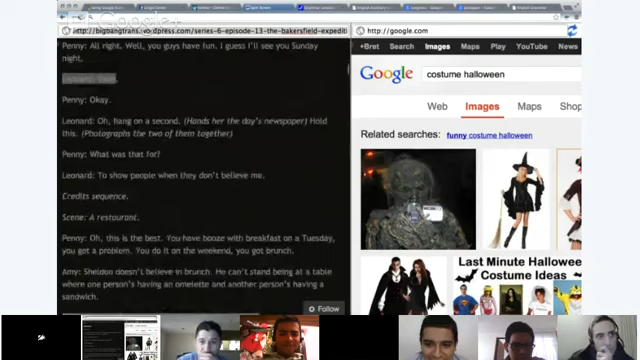 http://bigbangtrans.wordpress.com/series-6-episode-13-the-bakersfield-expediti
http://google.com
Penny: All right. Well, you guys have fun. I guess I'll see you Sunday
night.
Penny: Okay.
Leonard: Oh, hang on a second. (Hands her the day's newspaper) Hold
this. (Photographs the two of them together)
Penny: What was that for?
Leonard: To show people when they don't believe me.
Credits sequence.
Scene: A restaurant.
Penny: Oh, this is the best. You have booze with breakfast on a Tuesday,
you got a problem. You do it on the weekend, you got brunch.
Amy: Sheldon doesn't believe in brunch. He can't stand being at a table
where one person's having an omelette and another person's having a
sandwich.
Follow
+Bret Search Images Maps Play YouTube
Google costume halloween
Web Images Maps Shop
Related searches: funny costume halloween
Last Minute Hallowee
Costume Ideas